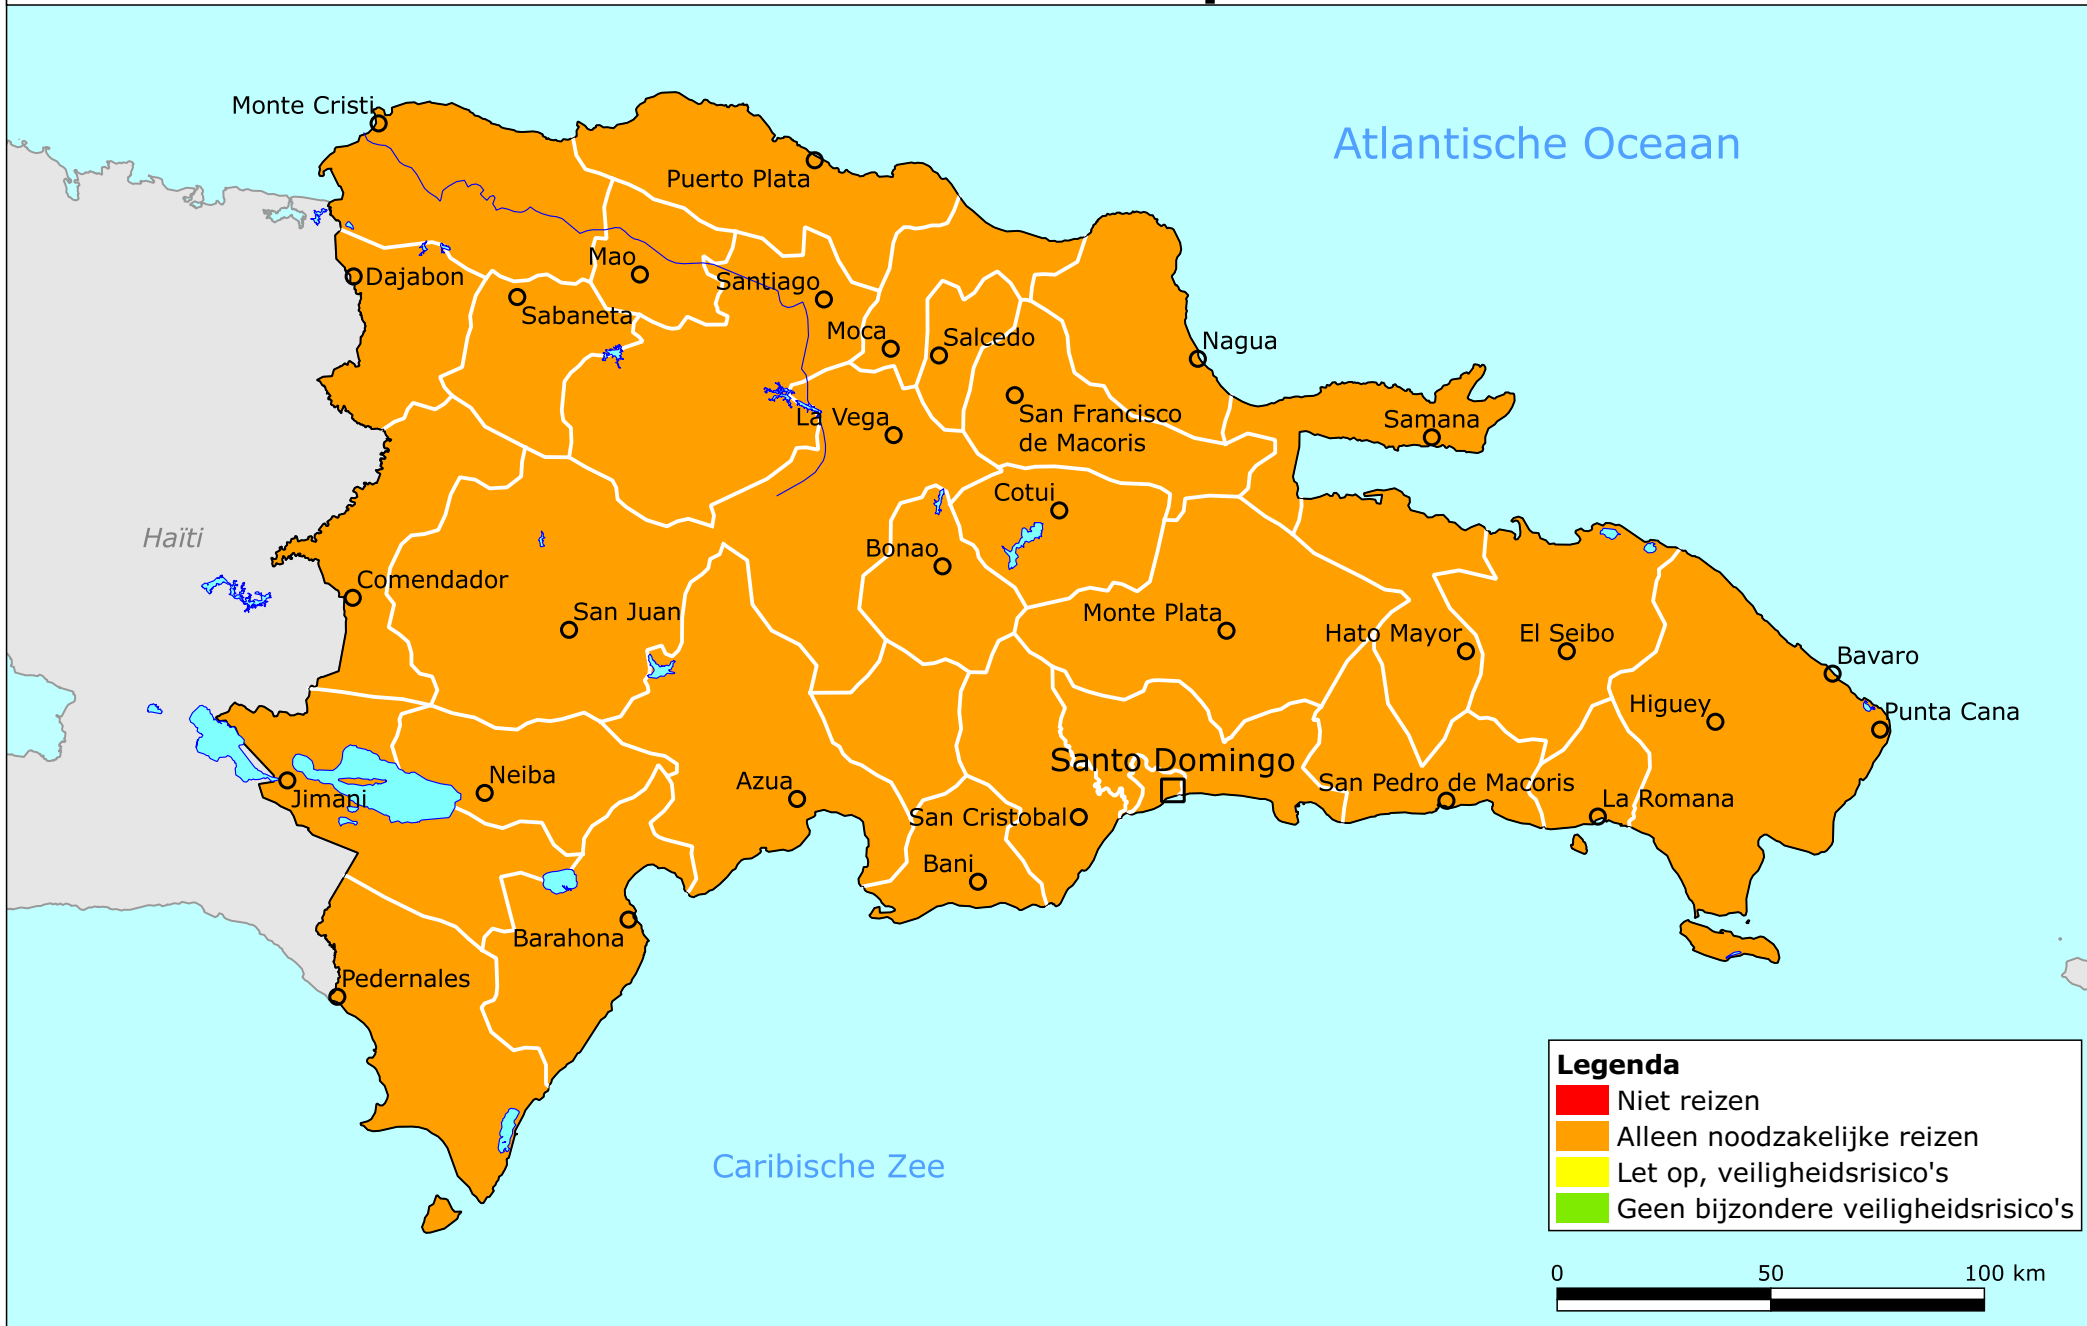 Monte Cristi
Atlantische Oceaan
Puerto Plata
Mao
Dajabon
Santiago
Sabaneta
Moca
Salcedo
Nagua
La Vega
San Francisco
de Macoris
Samana
Cotui
Haïti
Bonao
Comendador
San Juan
Monte Plata
Hato Mayor
El Seibo
Bavaro
Higuey
Punta Cana
Santo Domingo
Neiba
Azua
San Pedro de Macoris
Jimani
La Romana
San Cristobal
Bani
Barahona
Pedernales
Caribische Zee
Legenda
Niet reizen
Alleen noodzakelijke reizen
Let op, veiligheidsrisico's
Geen bijzondere veiligheidsrisico's
0 50 100 km